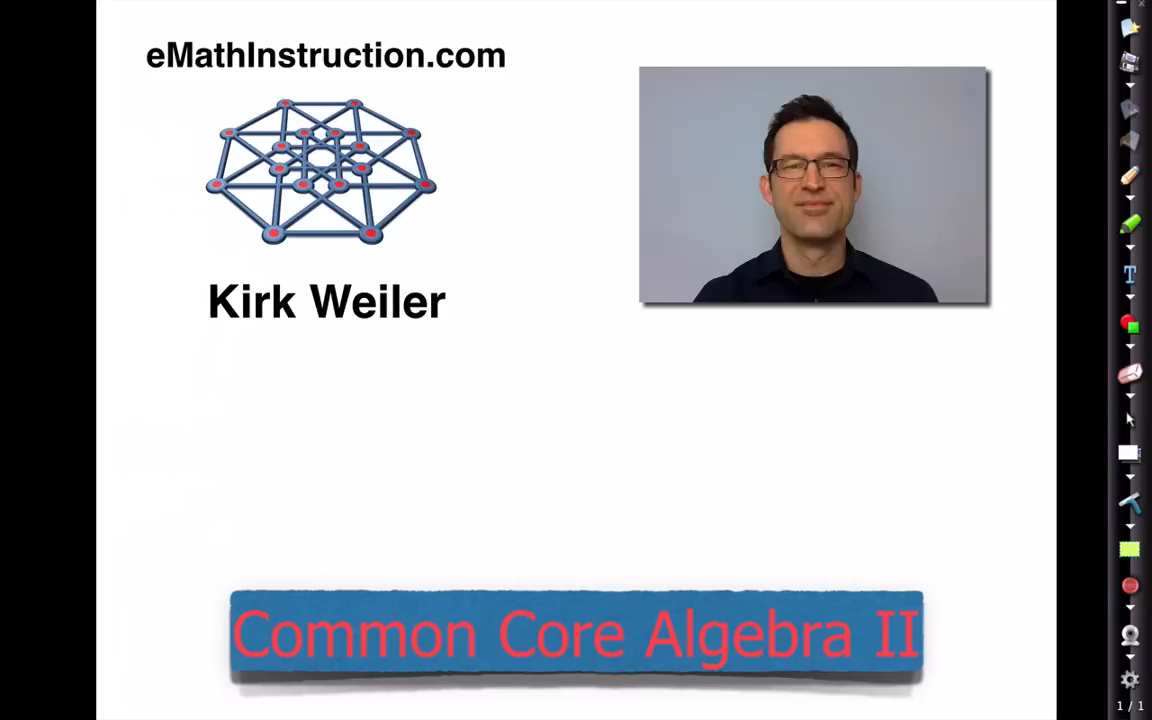 eMathInstruction.com
Kirk Weiler
Common Core Algebra II
T
1 / 1